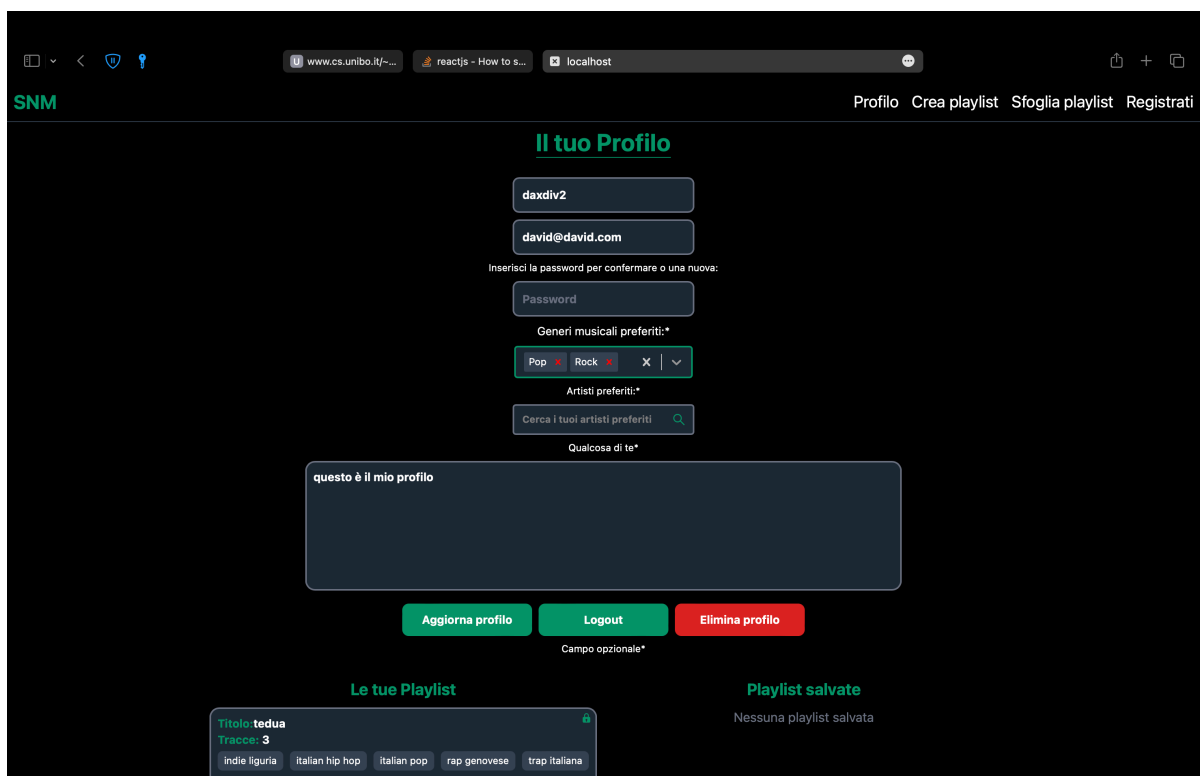 www.cs.unibo.it/~... reactjs - How to s... localhost
SNM Profilo Crea playlist Sfoglia playlist Registrati
Il tuo Profilo
daxdiv2
david@david.com
Inserisci la password per confermare o una nuova:
Password
Generi musicali preferiti:*
Pop x Rock x
Artisti preferiti:*
Cerca i tuoi artisti preferiti
Qualcosa di te*
questo è il mio profilo
Aggiorna profilo Logout Elimina profilo
Campo opzionale*
Le tue Playlist Playlist salvate
Titolo:tedua Nessuna playlist salvata
Tracce: 3
indie liguria italian hip hop italian pop rap genovese trap italiana